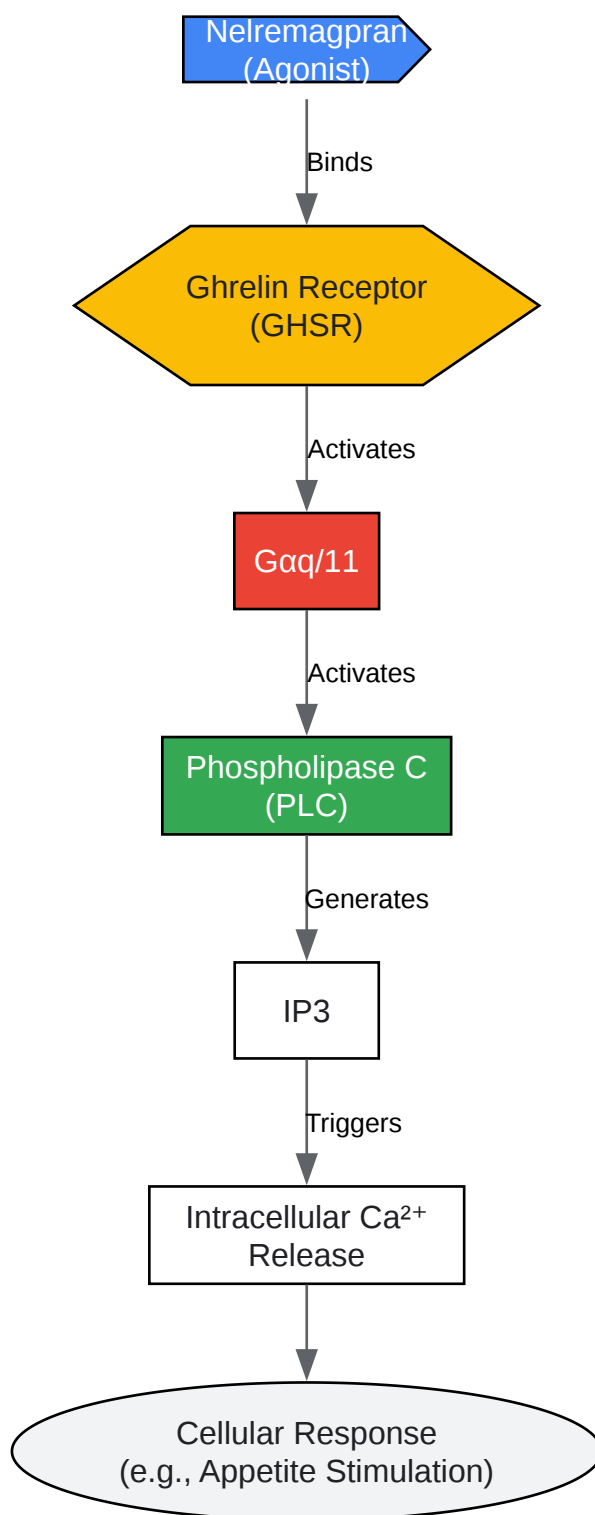 Nelremagpran
(Agonist)
Binds
Ghrelin Receptor
(GHSR)
Activates
Gαq/11
Activates
Phospholipase C
(PLC)
Generates
IP3
Triggers
Intracellular Ca²⁺
Release
Cellular Response
(e.g., Appetite Stimulation)